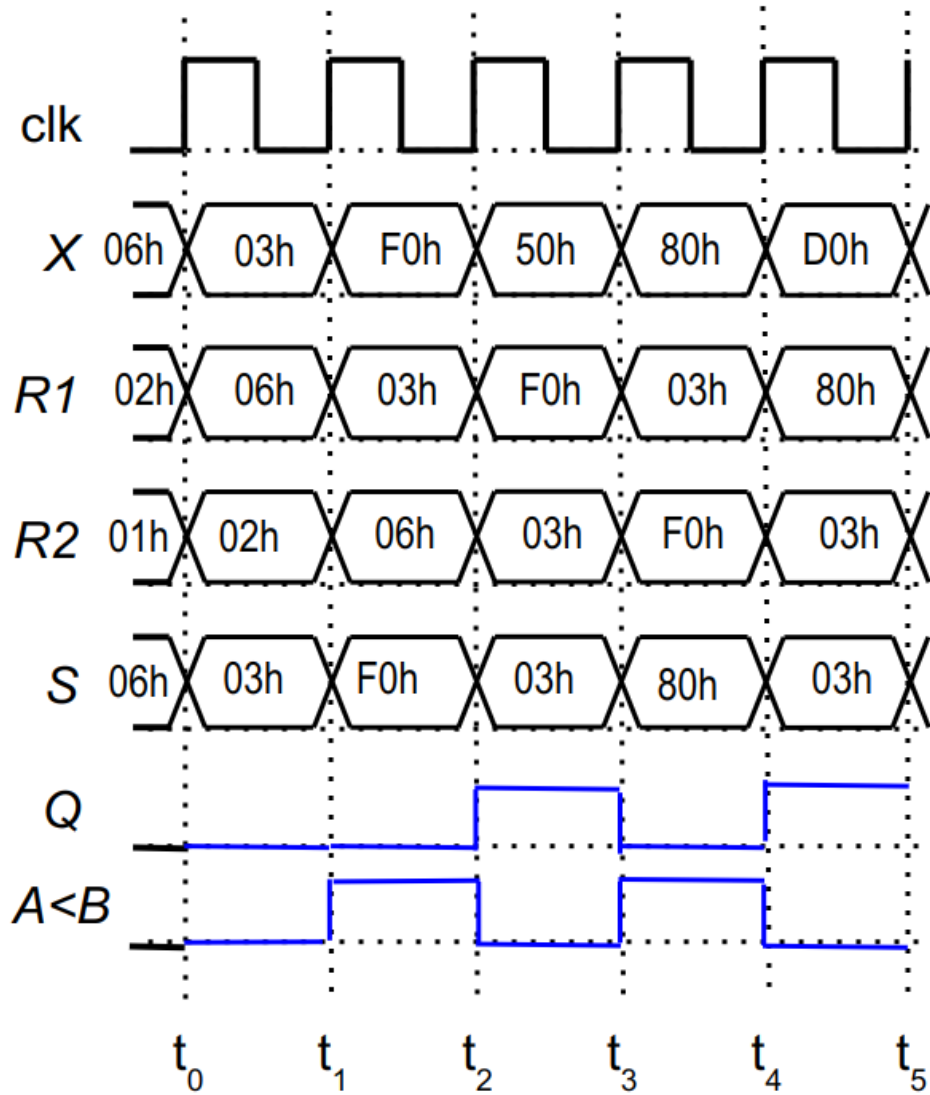 clk
X 06h 03h F0h 50h 80h D0h
R1 02h 06h 03h F0h 03h 80h
R2 01h 02h 06h 03h F0h 03h
S 06h 03h F0h 03h 80h 03h
Q
A<B
t0 t1 t2 t3 t4 t5